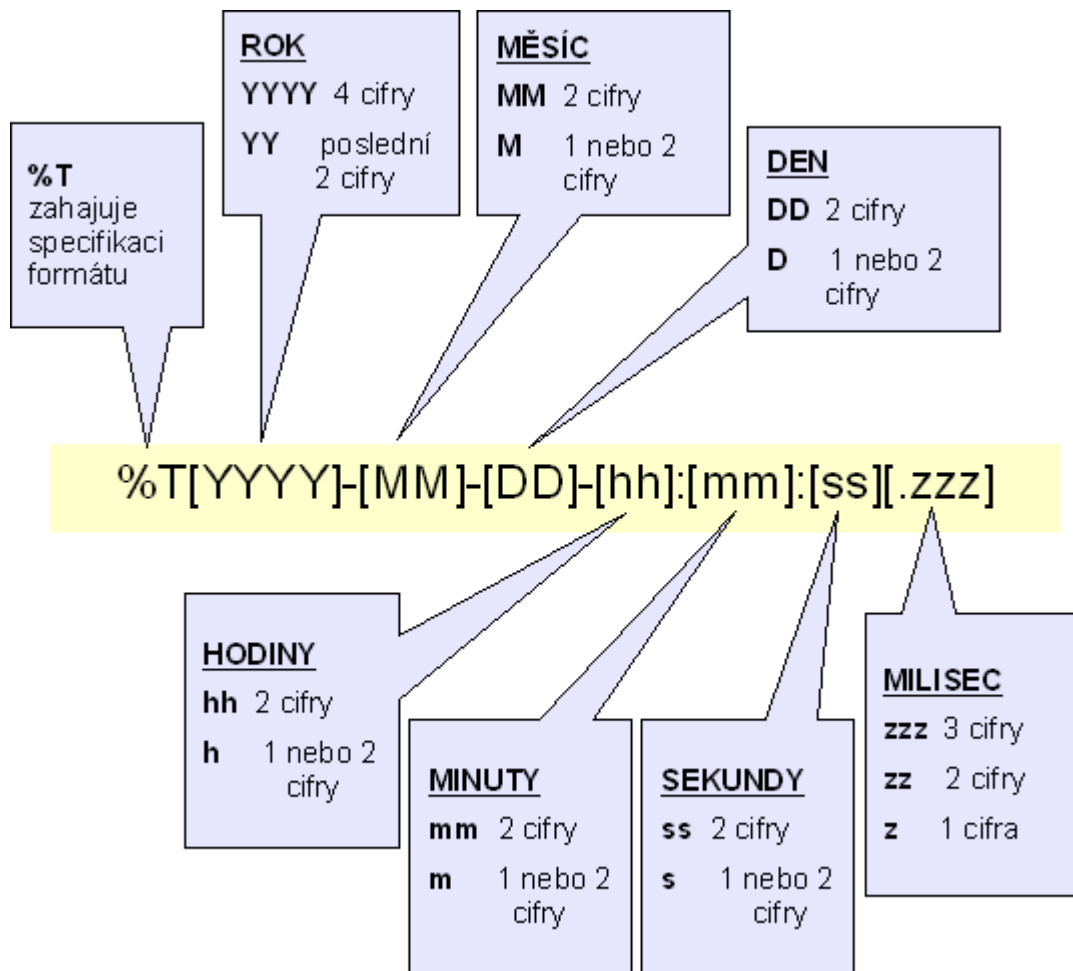 %T
zahajuje
specifikaci
formátu
ROK
YYYY 4 cifry
YY poslední
2 cifry
MĚSÍC
MM 2 cifry
M 1 nebo 2
cifry
DEN
DD 2 cifry
D 1 nebo 2
cifry
%T[YYYY]-[MM]-[DD]-[hh]:[mm]:[ss][.zzz]
HODINY
hh 2 cifry
h 1 nebo 2
cifry
MINUTY
mm 2 cifry
m 1 nebo 2
cifry
SEKUNDY
ss 2 cifry
s 1 nebo 2
cifry
MILISEC
zzz 3 cifry
zz 2 cifry
z 1 cifra